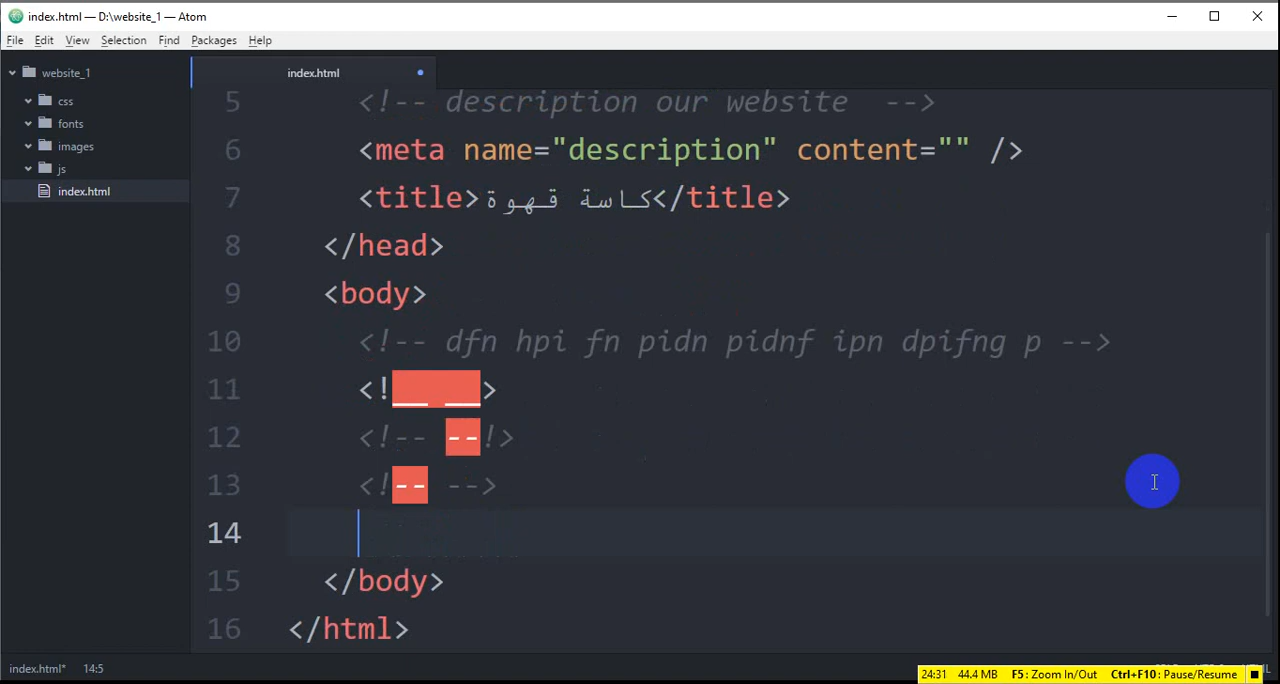 index.html — D:\website_1 — Atom
File Edit View Selection Find Packages Help
website_1
css
fonts
images
js
index.html
index.html
5 <!-- description our website -->
6 <meta name="description" content="" />
7 <title>كاسة قهوة</title>
8 </head>
9 <body>
10 <!-- dfn hpi fn pidn pidnf ipn dpifng p -->
11 <!__ __>
12 <!-- --!>
13 <!-- -->
14
15 </body>
16 </html>
index.html* 14:5
24:31 44.4 MB F5: Zoom In/Out Ctrl+F10: Pause/Resume